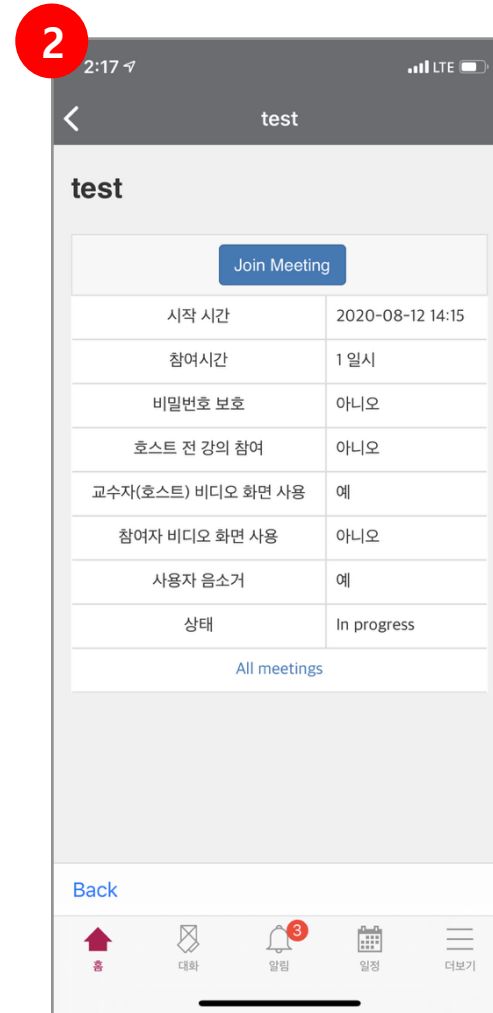 2
2:17 LTE
test
test
Join Meeting
시작 시간 2020-08-12 14:15
참여시간 1 일시
비밀번호 보호 아니오
호스트 전 강의 참여 아니오
교수자(호스트) 비디오 화면 사용 예
참여자 비디오 화면 사용 아니오
사용자 음소거 예
상태 In progress
All meetings
Back
3
홈 대화 알림 일정 더보기